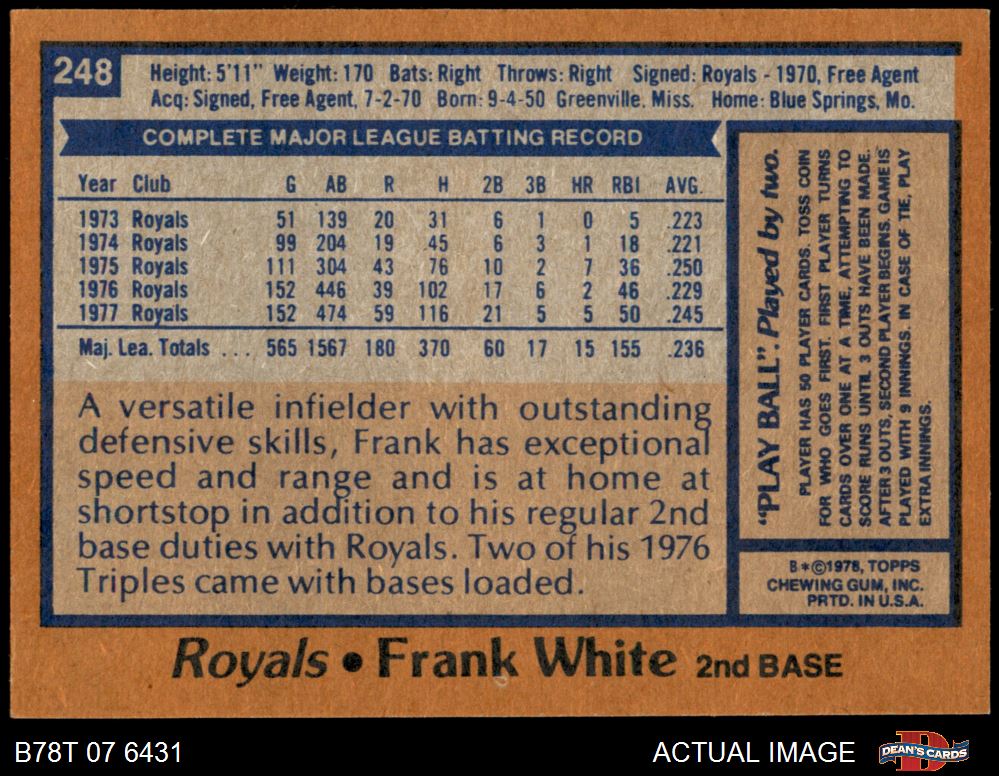 248
Height: 5'11" Weight: 170 Bats: Right Throws: Right Signed: Royals - 1970, Free Agent
Acq: Signed, Free Agent, 7-2-70 Born: 9-4-50 Greenville, Miss. Home: Blue Springs, Mo.
COMPLETE MAJOR LEAGUE BATTING RECORD
Year Club G AB R H 2B 3B HR RBI AVG.
1973 Royals 51 139 20 31 6 1 0 5 .223
1974 Royals 99 204 19 45 6 3 1 18 .221
1975 Royals 111 304 43 76 10 2 7 36 .250
1976 Royals 152 446 39 102 17 6 2 46 .229
1977 Royals 152 474 59 116 21 5 5 50 .245
Maj. Lea. Totals ... 565 1567 180 370 60 17 15 155 .236
A versatile infielder with outstanding
defensive skills, Frank has exceptional
speed and range and is at home at
shortstop in addition to his regular 2nd
base duties with Royals. Two of his 1976
Triples came with bases loaded.
"PLAY BALL". Played by two.
PLAYER HAS 50 PLAYER CARDS. TOSS COIN
FOR WHO GOES FIRST. FIRST PLAYER TURNS
CARDS OVER ONE AT A TIME, ATTEMPTING TO
SCORE RUNS UNTIL 3 OUTS HAVE BEEN MADE.
AFTER 3 OUTS, SECOND PLAYER BEGINS. GAME IS
PLAYED WITH 9 INNINGS. IN CASE OF TIE, PLAY
EXTRA INNINGS.
B*©1978, TOPPS
CHEWING GUM, INC.
PRTD. IN U.S.A.
Royals • Frank White 2nd BASE
B78T 07 6431
ACTUAL IMAGE
DEAN'S CARDS